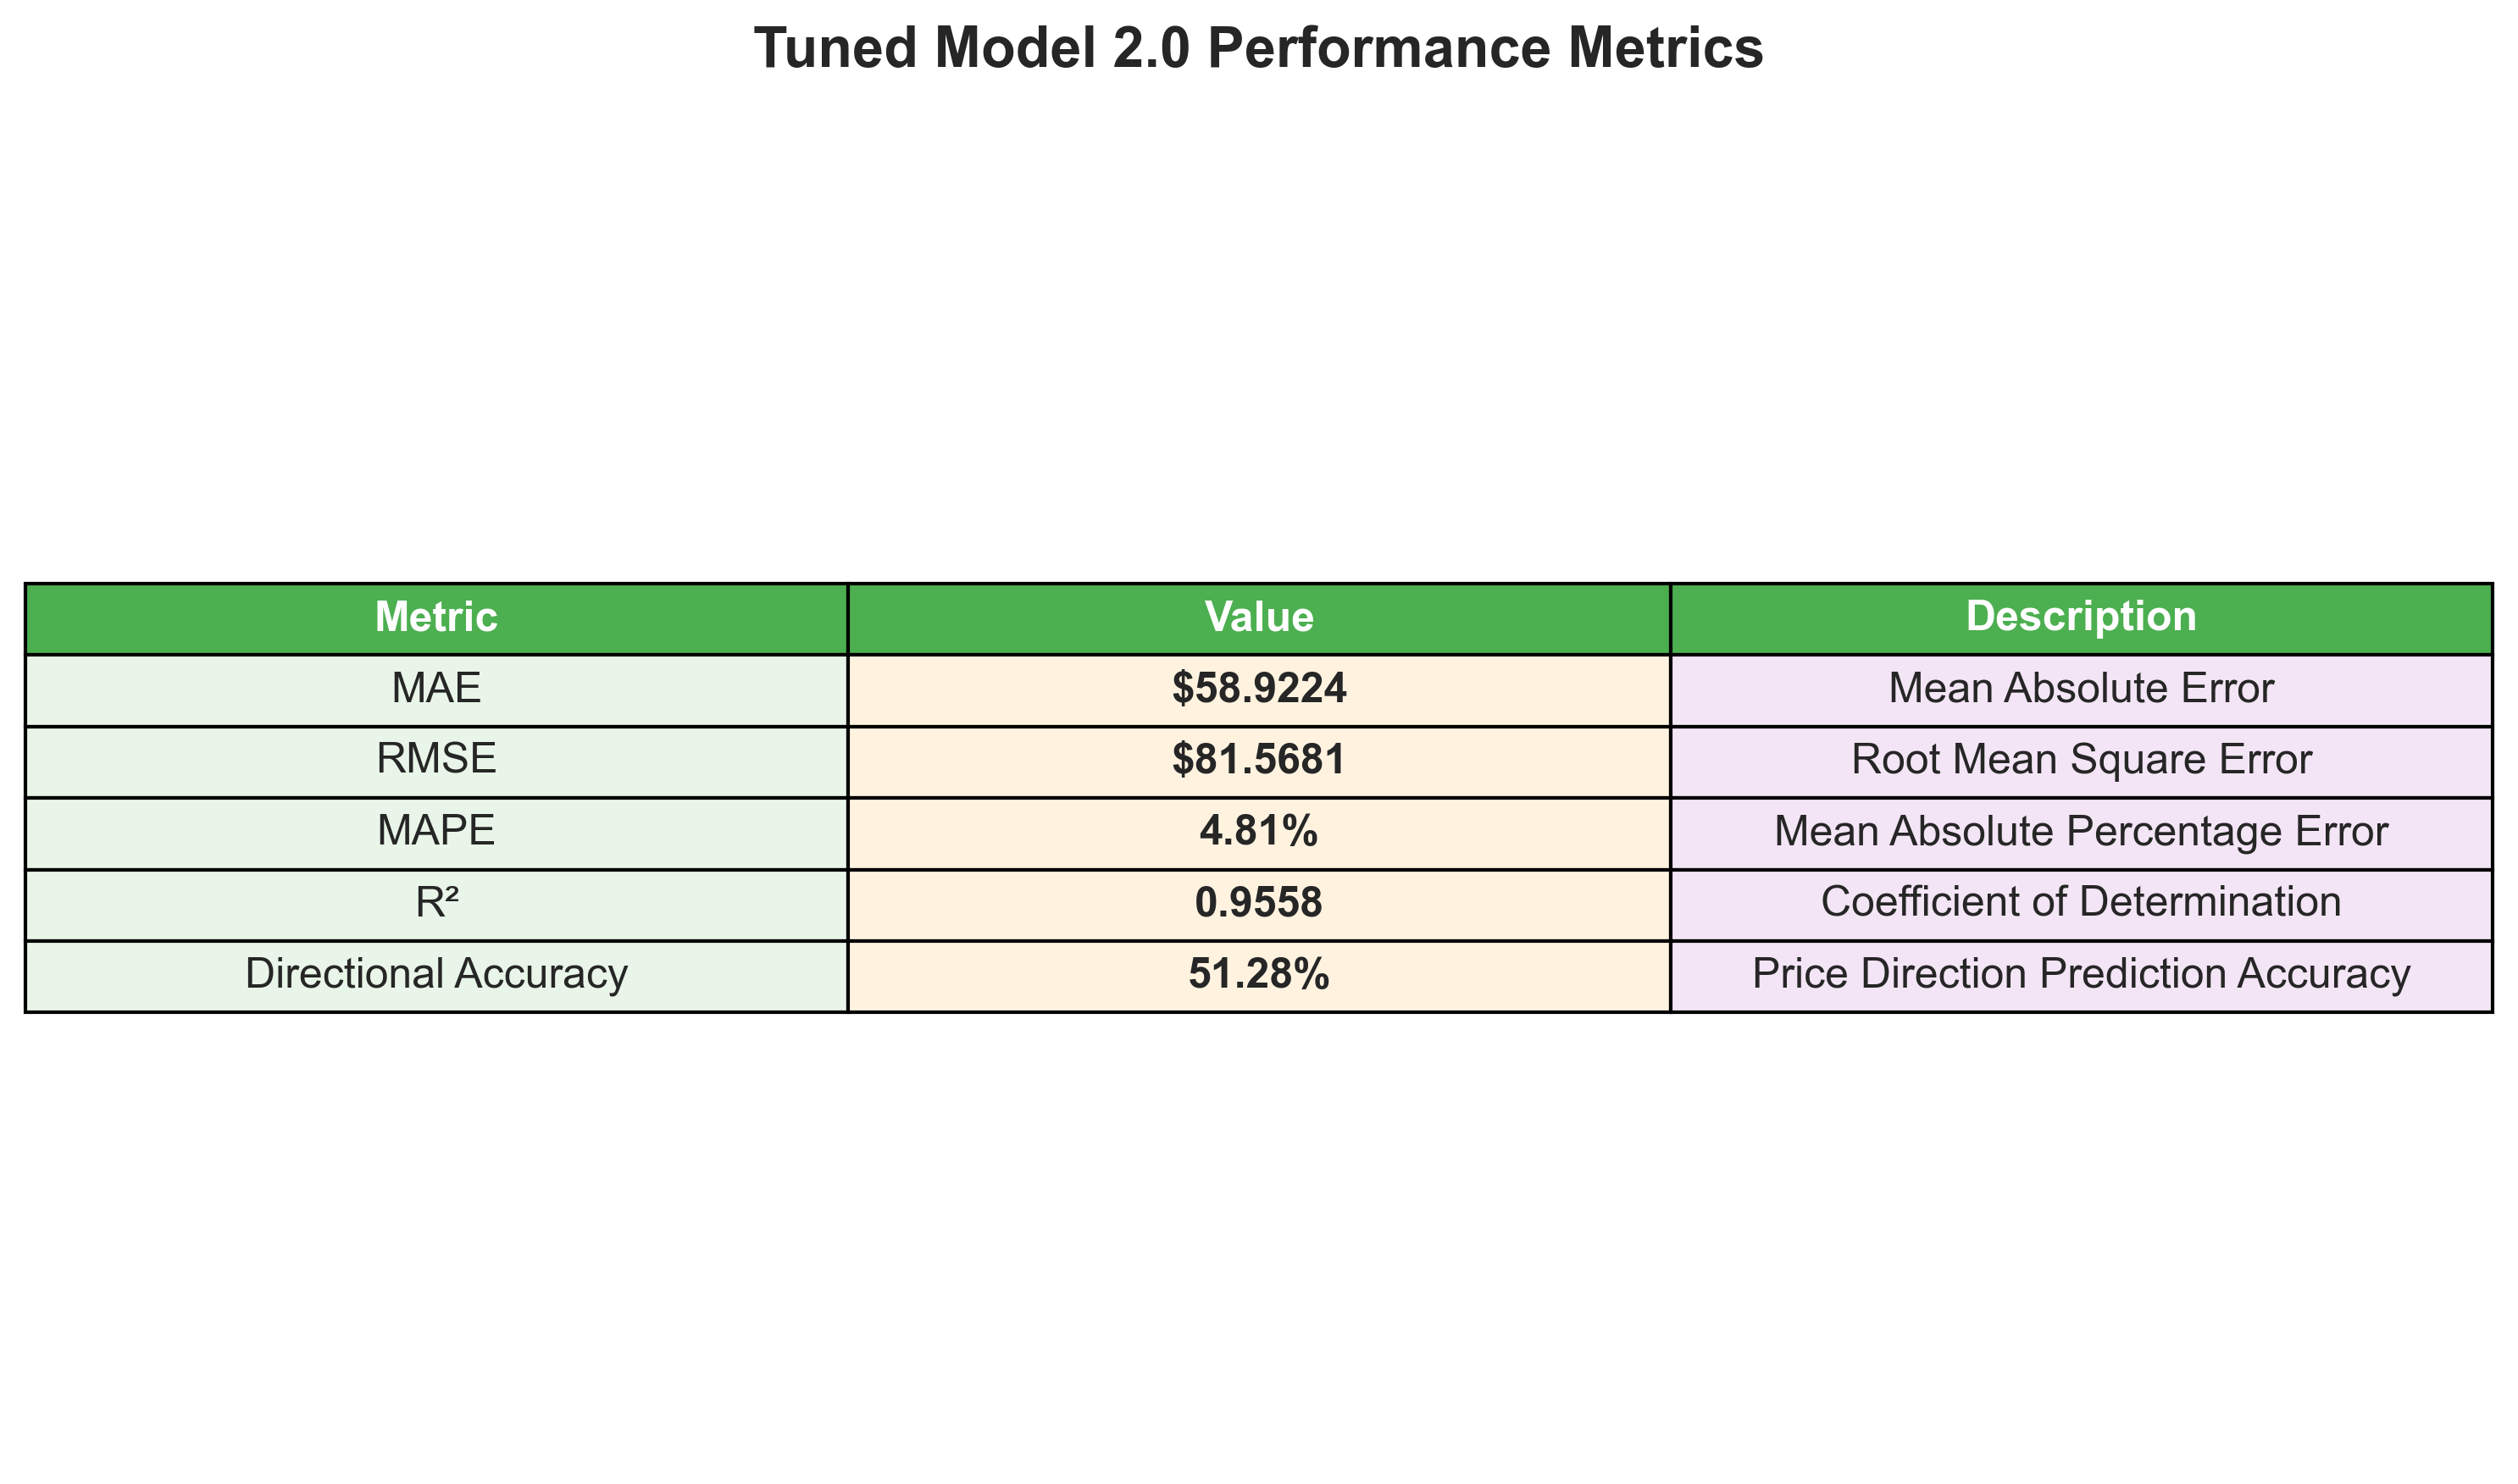 Tuned Model 2.0 Performance Metrics
Metric Value Description
MAE $58.9224 Mean Absolute Error
RMSE $81.5681 Root Mean Square Error
MAPE 4.81% Mean Absolute Percentage Error
R² 0.9558 Coefficient of Determination
Directional Accuracy 51.28% Price Direction Prediction Accuracy